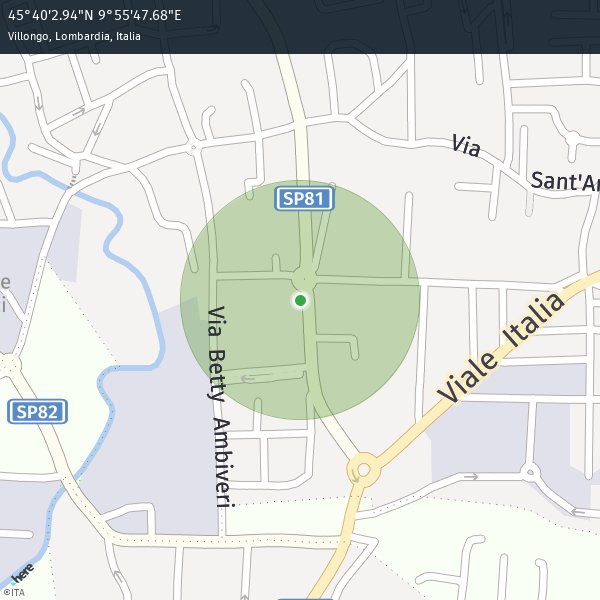 45°40'2.94"N 9°55'47.68"E
Villongo, Lombardia, Italia
Via
Sant'A
SP81
Viale Italia
Via Betty Ambiveri
SP82
here
©ITA